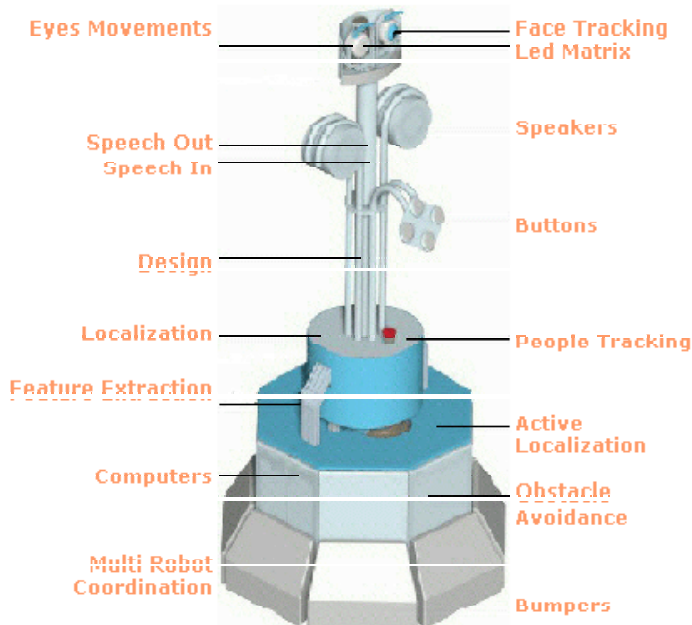 Eyes Movements
Face Tracking
Led Matrix
Speech Out
Speech In
Speakers
Buttons
Design
Localization
People Tracking
Feature Extraction
Active
Localization
Computers
Obstacle
Avoidance
Multi Robot
Coordination
Bumpers